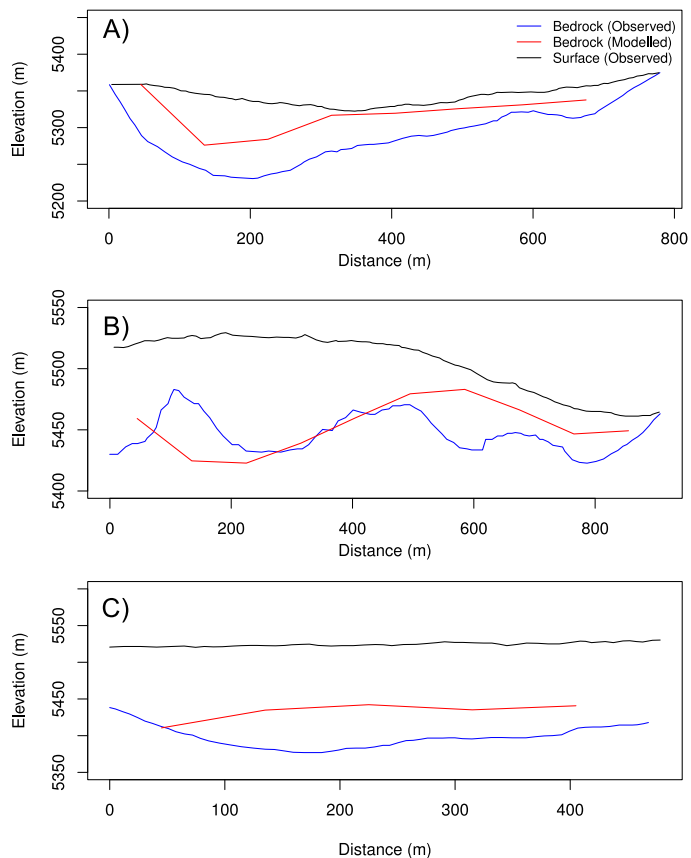 A)
Bedrock (Observed)
Bedrock (Modelled)
Surface (Observed)
Elevation (m)
5400
5300
5200
0 200 400 600 800
Distance (m)
B)
Elevation (m)
5550
5500
5450
5400
0 200 400 600 800
Distance (m)
C)
Elevation (m)
5550
5450
5350
0 100 200 300 400
Distance (m)